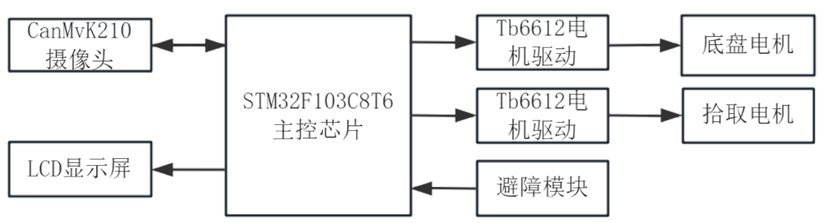 CanMvK210
摄像头
STM32F103C8T6
主控芯片
Tb6612电
机驱动
底盘电机
Tb6612电
机驱动
拾取电机
LCD显示屏
避障模块